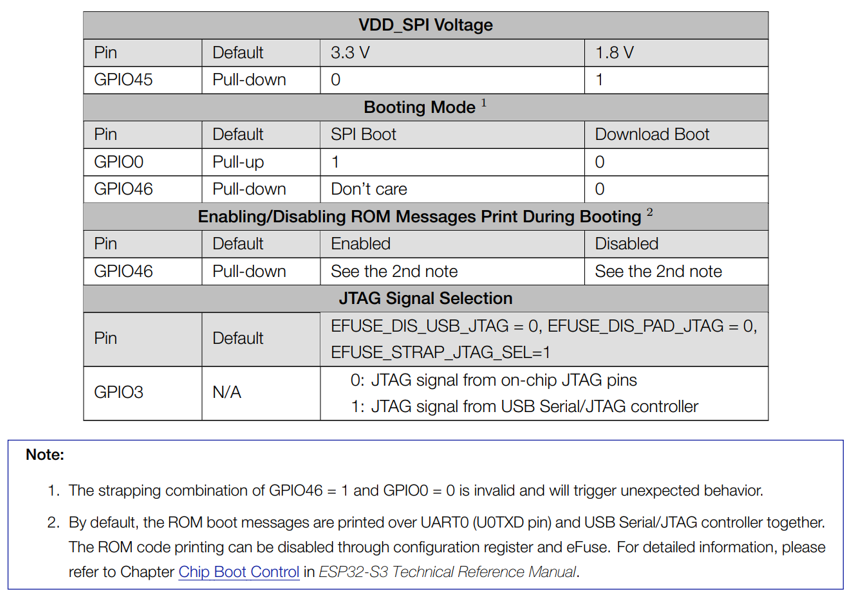 VDD_SPI Voltage
Pin Default 3.3 V 1.8 V
GPIO45 Pull-down 0 1
Booting Mode 1
Pin Default SPI Boot Download Boot
GPIO0 Pull-up 1 0
GPIO46 Pull-down Don’t care 0
Enabling/Disabling ROM Messages Print During Booting 2
Pin Default Enabled Disabled
GPIO46 Pull-down See the 2nd note See the 2nd note
JTAG Signal Selection
Pin Default EFUSE_DIS_USB_JTAG = 0, EFUSE_DIS_PAD_JTAG = 0,
EFUSE_STRAP_JTAG_SEL=1
GPIO3 N/A 0: JTAG signal from on-chip JTAG pins
1: JTAG signal from USB Serial/JTAG controller
Note:
1. The strapping combination of GPIO46 = 1 and GPIO0 = 0 is invalid and will trigger unexpected behavior.
2. By default, the ROM boot messages are printed over UART0 (U0TXD pin) and USB Serial/JTAG controller together.
The ROM code printing can be disabled through configuration register and eFuse. For detailed information, please
refer to Chapter Chip Boot Control in ESP32-S3 Technical Reference Manual.